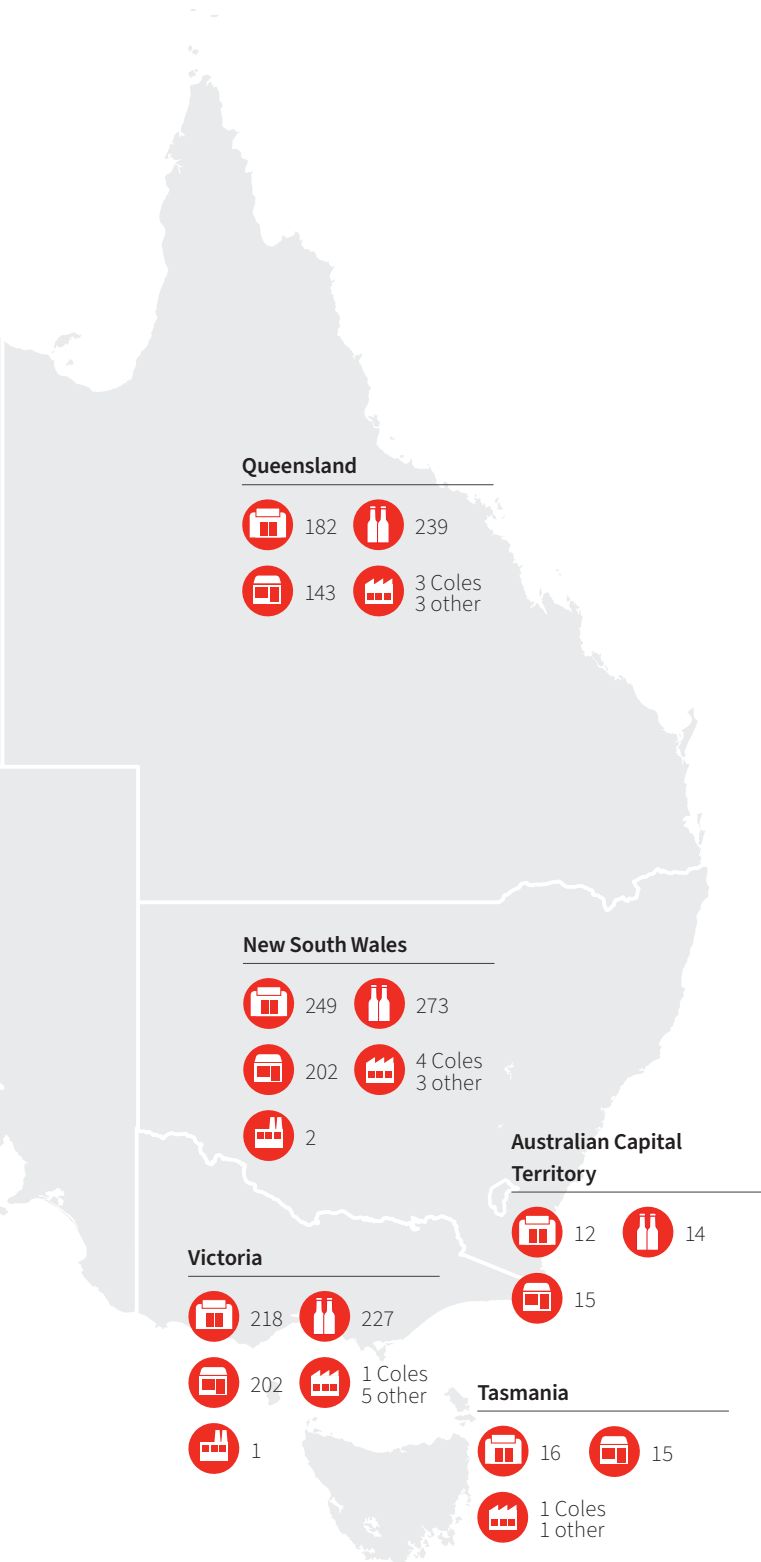 Queensland
182
239
143
3 Coles
3 other
New South Wales
249
273
202
4 Coles
3 other
2
Australian Capital
Territory
12
14
15
Victoria
218
227
202
1 Coles
5 other
1
Tasmania
16
15
1 Coles
1 other